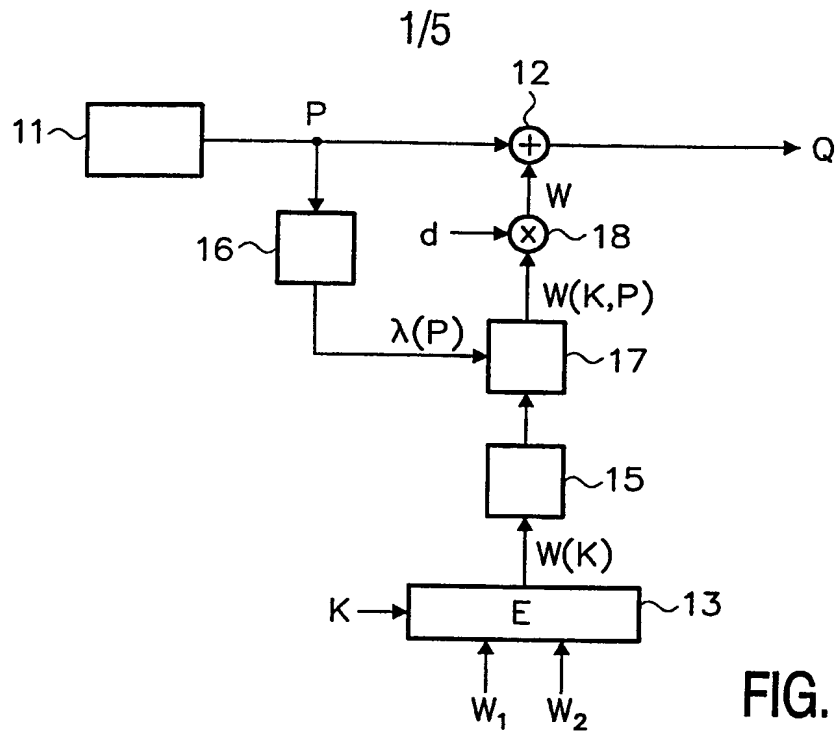 1/5
12
11
P
+
Q
W
16
d
x
18
W(K,P)
λ(P)
17
15
W(K)
K
E
13
W₁
W₂
FIG.